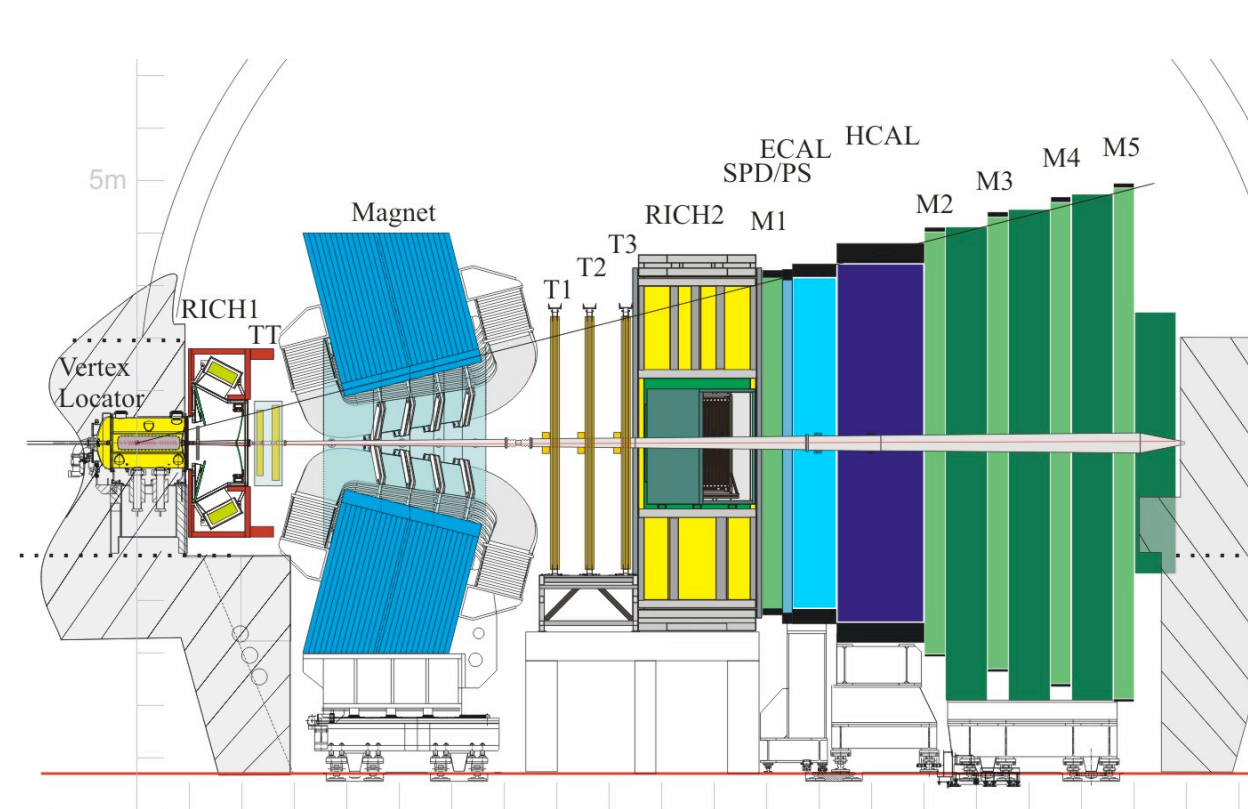 HCAL
ECAL
M5
M4
SPD/PS
M3
5m
M2
Magnet
RICH2
M1
T3
T2
T1
RICH1
TT
Vertex
Locator